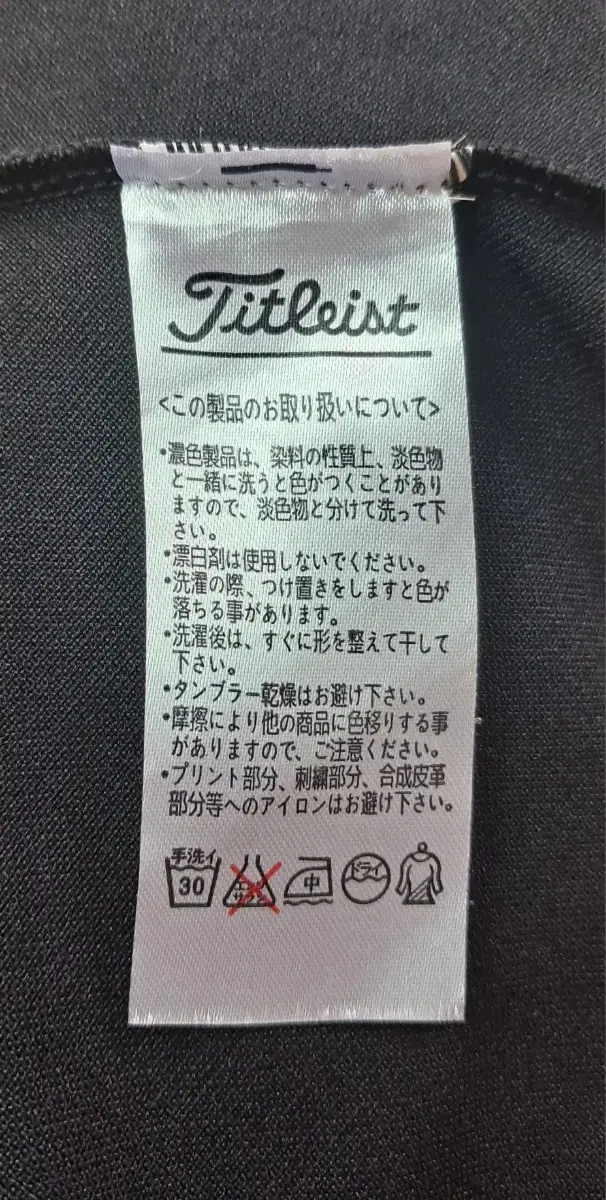 Titleist
<この製品のお取り扱いについて>
•濃色製品は、染料の性質上、淡色物
と一緒に洗うと色がつくことがあり
ますので、淡色物と分けて洗って下
さい。
•漂白剤は使用しないでください。
•洗濯の際、つけ置きをしますと色が
落ちる事があります。
•洗濯後は、すぐに形を整えて干して
下さい。
•タンブラー乾燥はお避け下さい。
•摩擦により他の商品に色移りする事
がありますので、ご注意ください。
•プリント部分、刺繍部分、合成皮革
部分等へのアイロンはお避け下さい。
手洗イ 30 エンソサラシ 中 ドライ